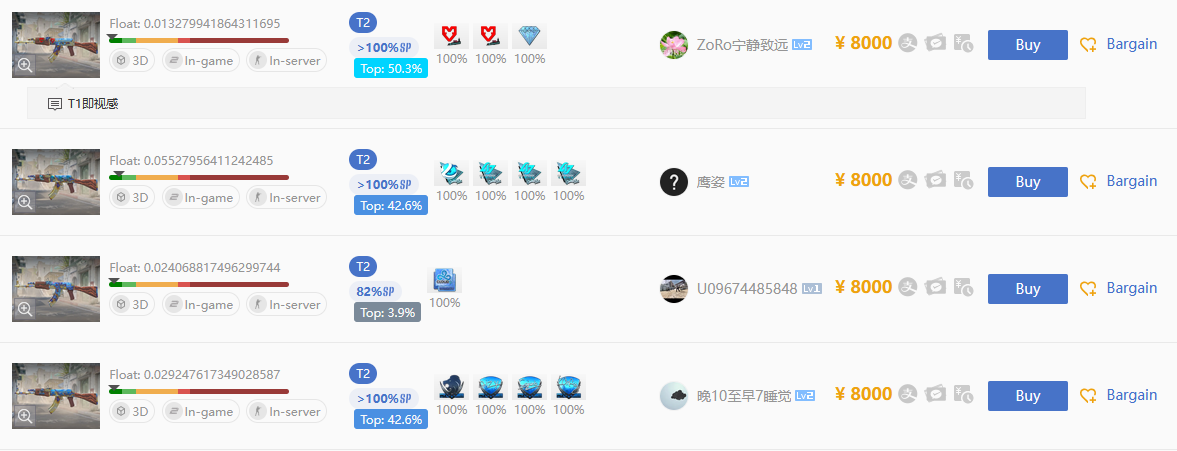 Float: 0.013279941864311695
3D In-game In-server
T2
>100%SP
Top: 50.3%
100% 100% 100%
ZoRo宁静致远 Lv2
¥ 8000
Buy
Bargain
T1即视感
Float: 0.05527956411242485
3D In-game In-server
T2
>100%SP
Top: 42.6%
100% 100% 100% 100%
?
鹰姿 Lv2
¥ 8000
Buy
Bargain
Float: 0.024068817496299744
3D In-game In-server
T2
82%SP
Top: 3.9%
100%
U09674485848 Lv1
¥ 8000
Buy
Bargain
Float: 0.029247617349028587
3D In-game In-server
T2
>100%SP
Top: 42.6%
100% 100% 100% 100%
晚10至早7睡觉 Lv2
¥ 8000
Buy
Bargain